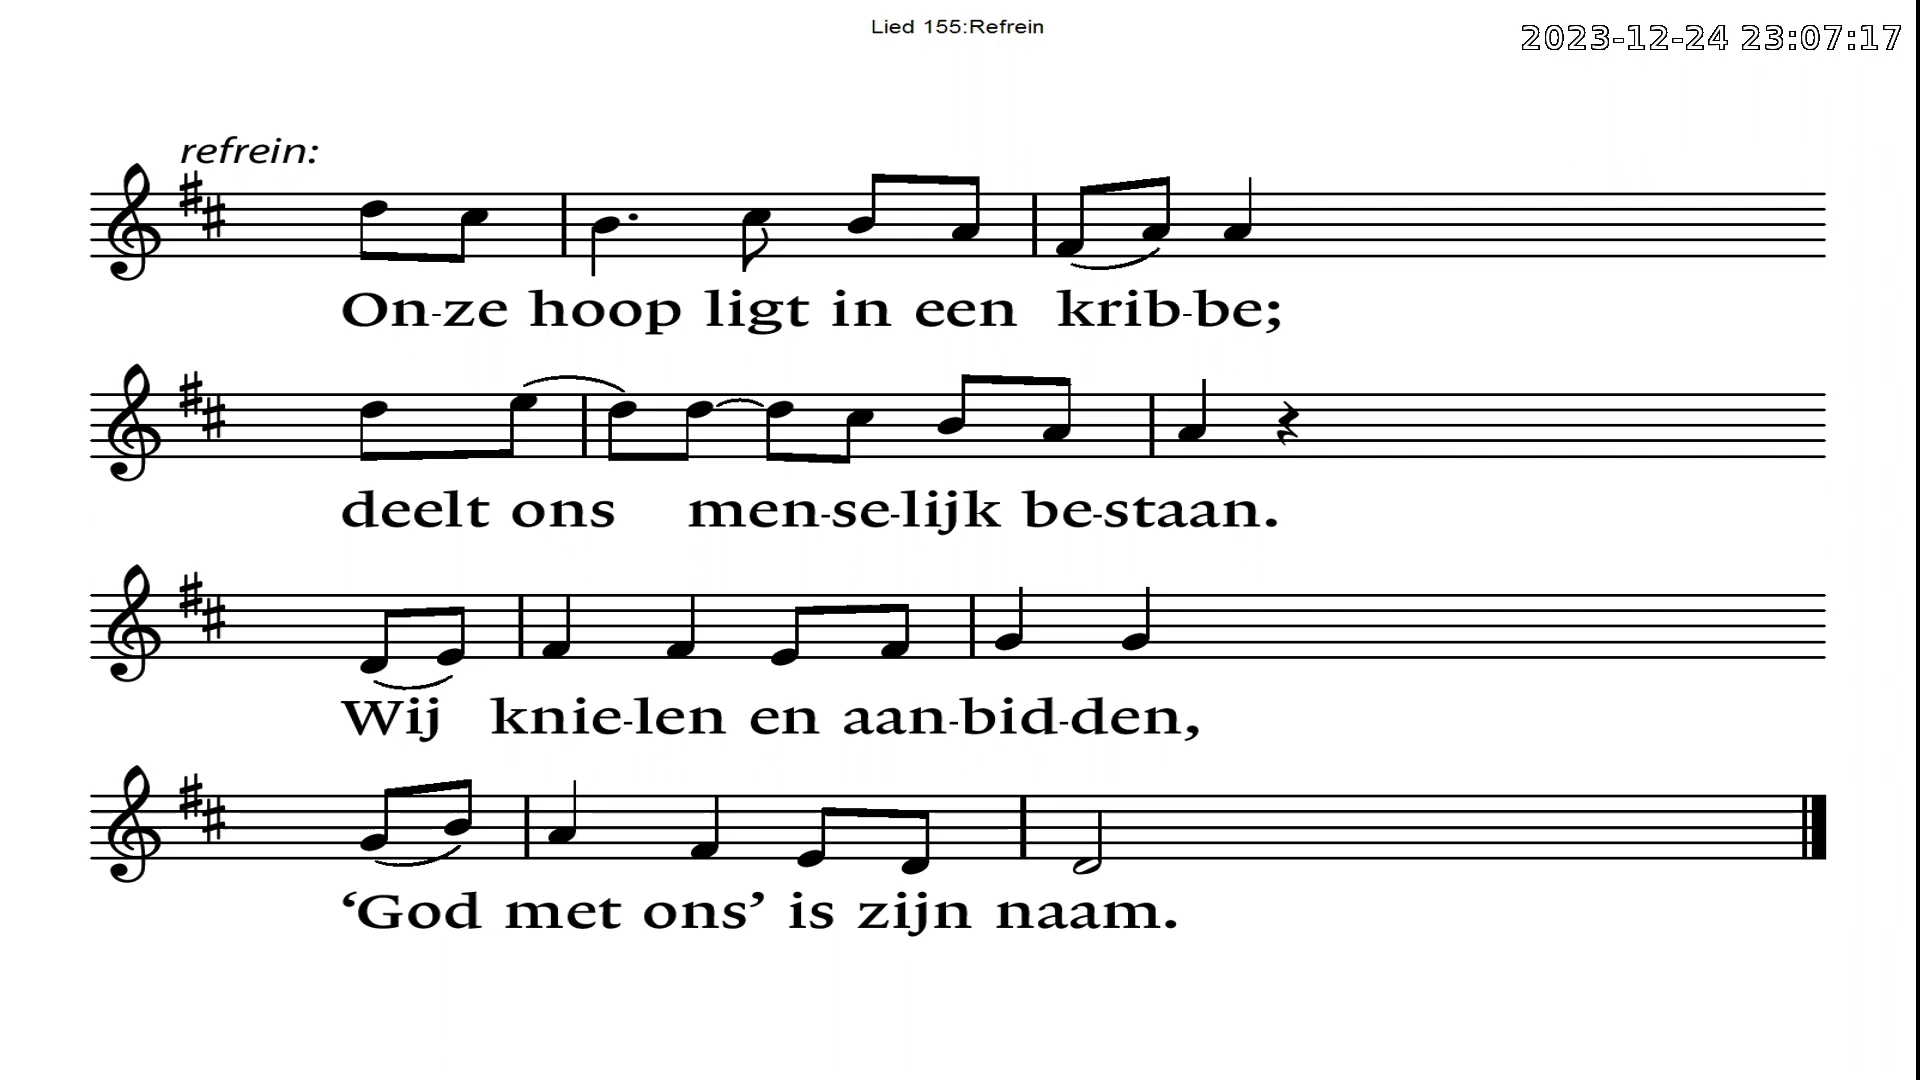 Lied 155:Refrein
2023-12-24 23:07:17
refrein:
On-ze hoop ligt in een krib-be;
deelt ons men-se-lijk be-staan.
Wij knie-len en aan-bid-den,
‘God met ons’ is zijn naam.